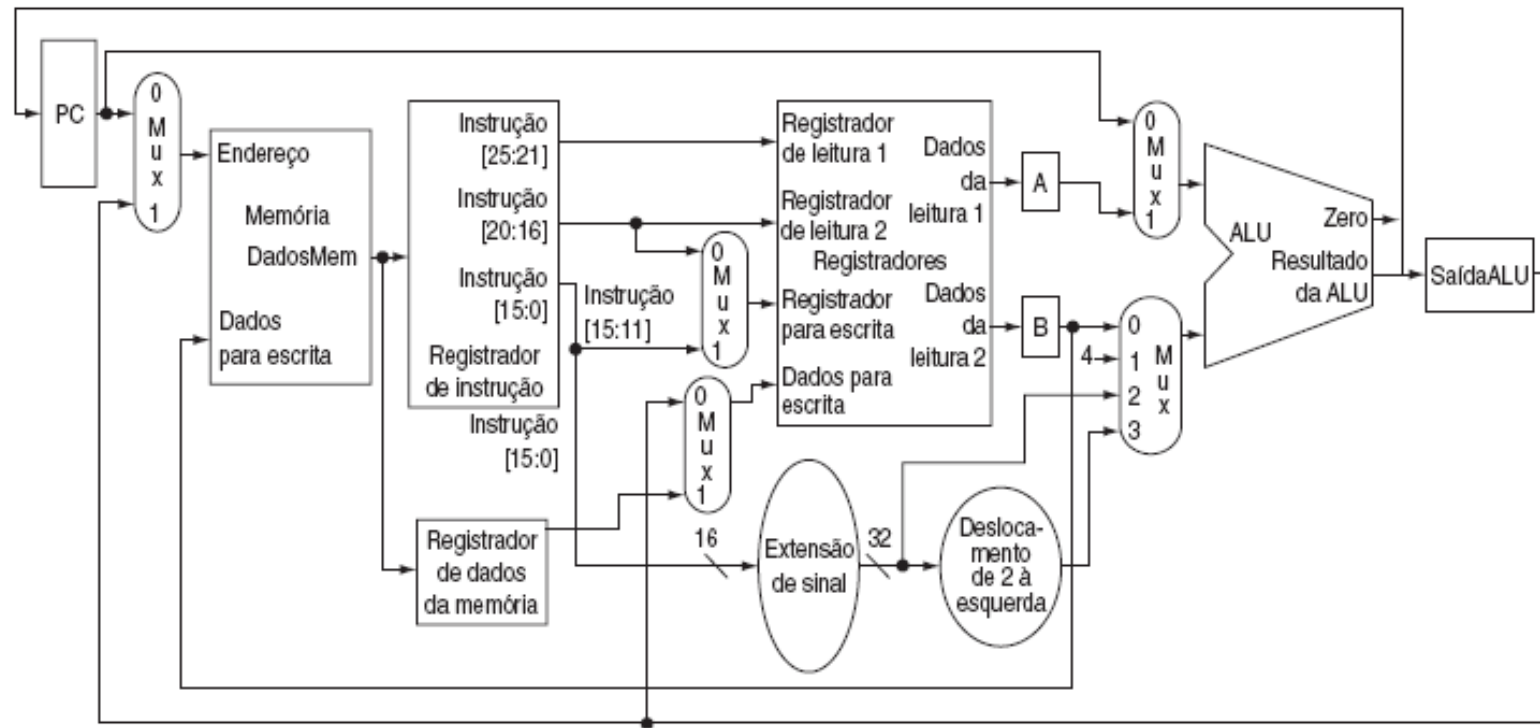 PC
0
M
u
x
1
Endereço
Memória
DadosMem
Dados
para escrita
Instrução
[25:21]
Instrução
[20:16]
Instrução
[15:0]
Registrador
de instrução
Instrução
[15:0]
Instrução
[15:11]
0
M
u
x
1
0
M
u
x
1
Registrador
de dados
da memória
Registrador
de leitura 1
Registrador
de leitura 2
Registradores
Registrador
para escrita
Dados para
escrita
Dados
da
leitura 1
Dados
da
leitura 2
A
B
4
16
Extensão
de sinal
32
Desloca-
mento
de 2 à
esquerda
0
M
u
x
1
0
1
2
3
M
u
x
ALU
Zero
Resultado
da ALU
SaídaALU